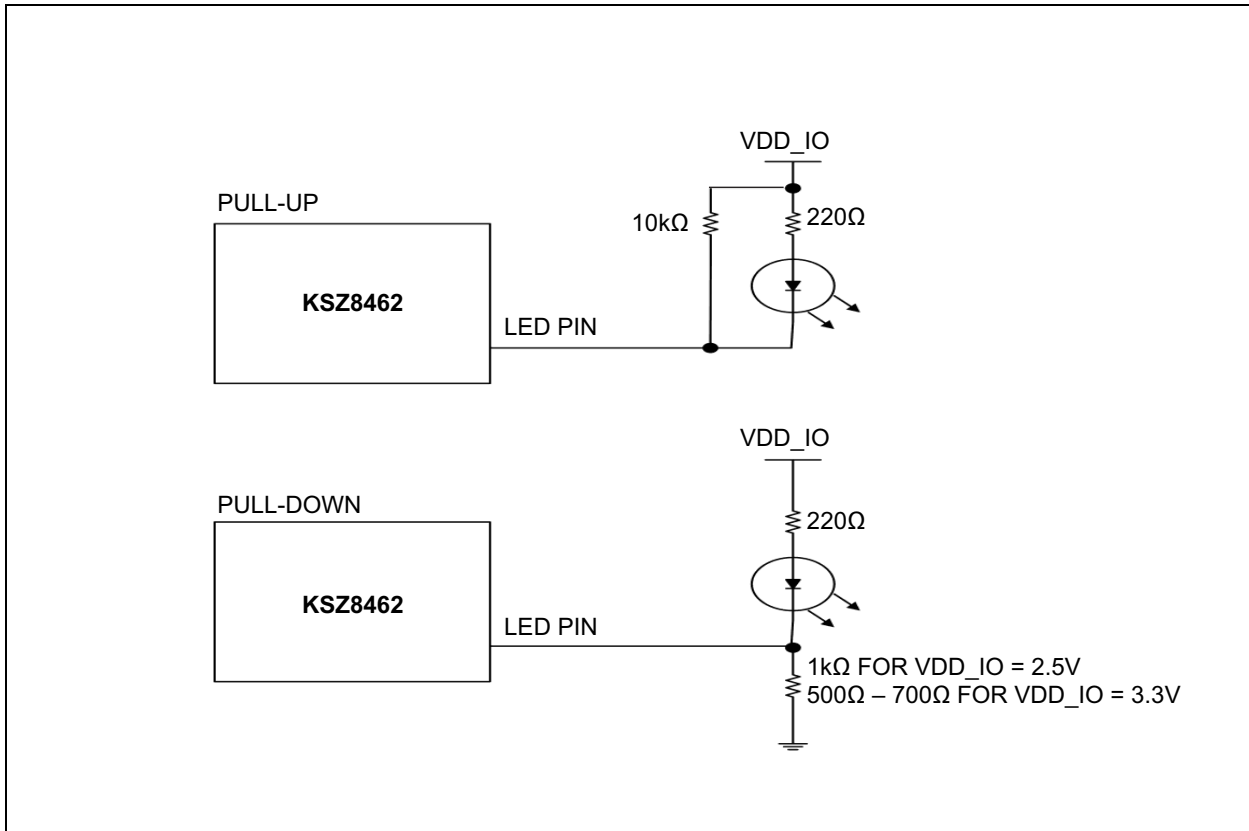 VDD_IO
PULL-UP
10kΩ
220Ω
KSZ8462
LED PIN
VDD_IO
PULL-DOWN
220Ω
KSZ8462
LED PIN
1kΩ FOR VDD_IO = 2.5V
500Ω – 700Ω FOR VDD_IO = 3.3V